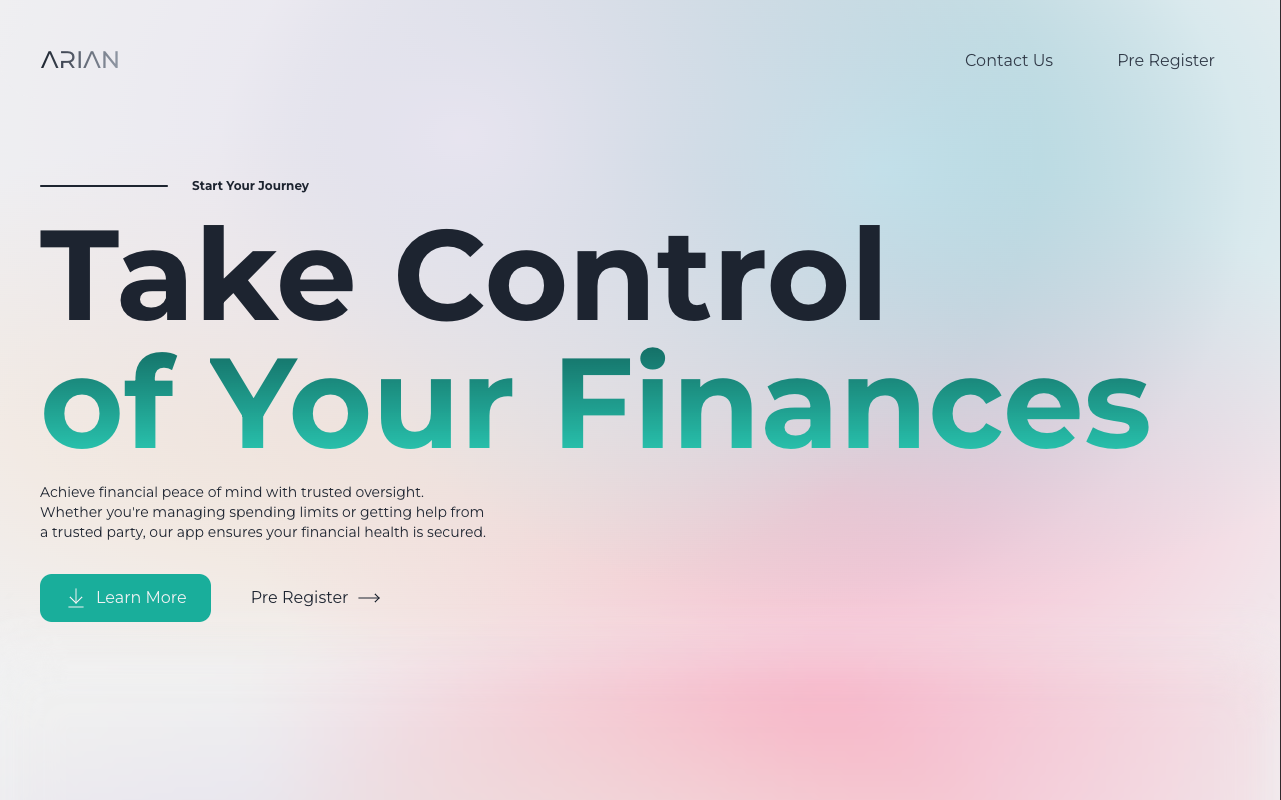 ARIAN
Contact Us
Pre Register
Start Your Journey
Take Control
of Your Finances
Achieve financial peace of mind with trusted oversight.
Whether you're managing spending limits or getting help from
a trusted party, our app ensures your financial health is secured.
Learn More
Pre Register